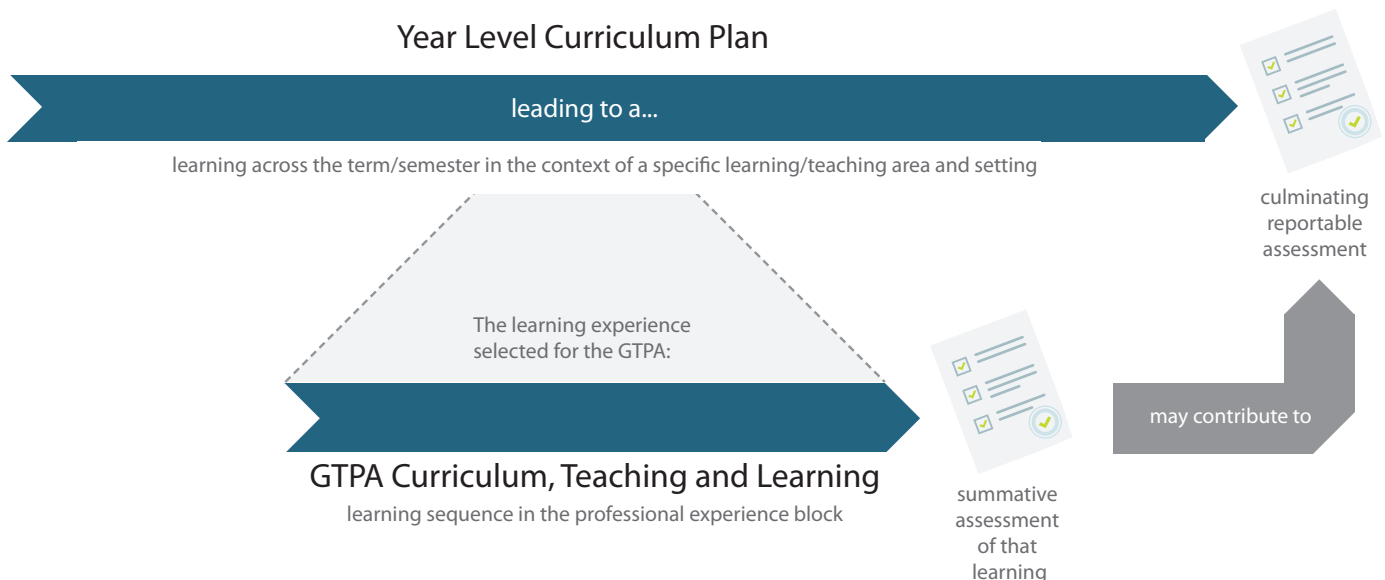 Year Level Curriculum Plan
leading to a...
learning across the term/semester in the context of a specific learning/teaching area and setting
culminating
reportable
assessment
The learning experience
selected for the GTPA:
may contribute to
GTPA Curriculum, Teaching and Learning
learning sequence in the professional experience block
summative
assessment
of that
learning